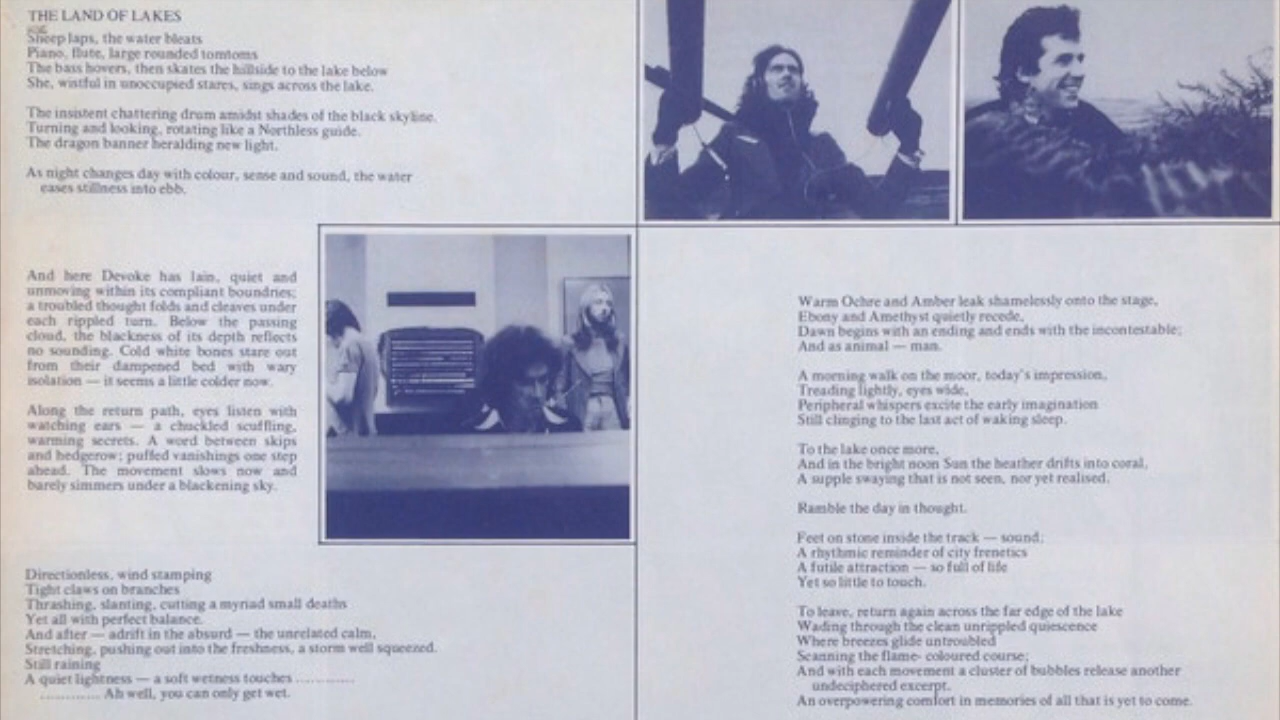 THE LAND OF LAKES
Sheep laps, the water bleats
Piano, flute, large rounded tomtoms
The bass hovers, then skates the hillside to the lake below
She, wistful in unoccupied stares, sings across the lake.
The insistent chattering drum amidst shades of the black skyline.
Turning and looking, rotating like a Northless guide.
The dragon banner heralding new light.
As night changes day with colour, sense and sound, the water
eases stillness into ebb.
And here Devoke has lain, quiet and
unmoving within its compliant boundries;
a troubled thought folds and cleaves under
each rippled turn. Below the passing
cloud, the blackness of its depth reflects
no sounding. Cold white bones stare out
from their dampened bed with wary
isolation — it seems a little colder now.
Along the return path, eyes listen with
watching ears — a chuckled scuffling,
warming secrets. A word between skips
and hedgerow; puffed vanishings one step
ahead. The movement slows now and
barely simmers under a blackening sky.
Directionless, wind stamping
Tight claws on branches
Thrashing, slanting, cutting a myriad small deaths
Yet all with perfect balance.
And after — adrift in the absurd — the unrelated calm,
Stretching, pushing out into the freshness, a storm well squeezed.
Still raining
A quiet lightness — a soft wetness touches ..............
.............. Ah well, you can only get wet.
Warm Ochre and Amber leak shamelessly onto the stage,
Ebony and Amethyst quietly recede,
Dawn begins with an ending and ends with the incontestable;
And as animal — man.
A morning walk on the moor, today's impression,
Treading lightly, eyes wide,
Peripheral whispers excite the early imagination
Still clinging to the last act of waking sleep.
To the lake once more,
And in the bright noon Sun the heather drifts into coral,
A supple swaying that is not seen, nor yet realised.
Ramble the day in thought.
Feet on stone inside the track — sound;
A rhythmic reminder of city frenetics
A futile attraction — so full of life
Yet so little to touch.
To leave, return again across the far edge of the lake
Wading through the clean unrippled quiescence
Where breezes glide untroubled
Scanning the flame- coloured course;
And with each movement a cluster of bubbles release another
undeciphered excerpt.
An overpowering comfort in memories of all that is yet to come.